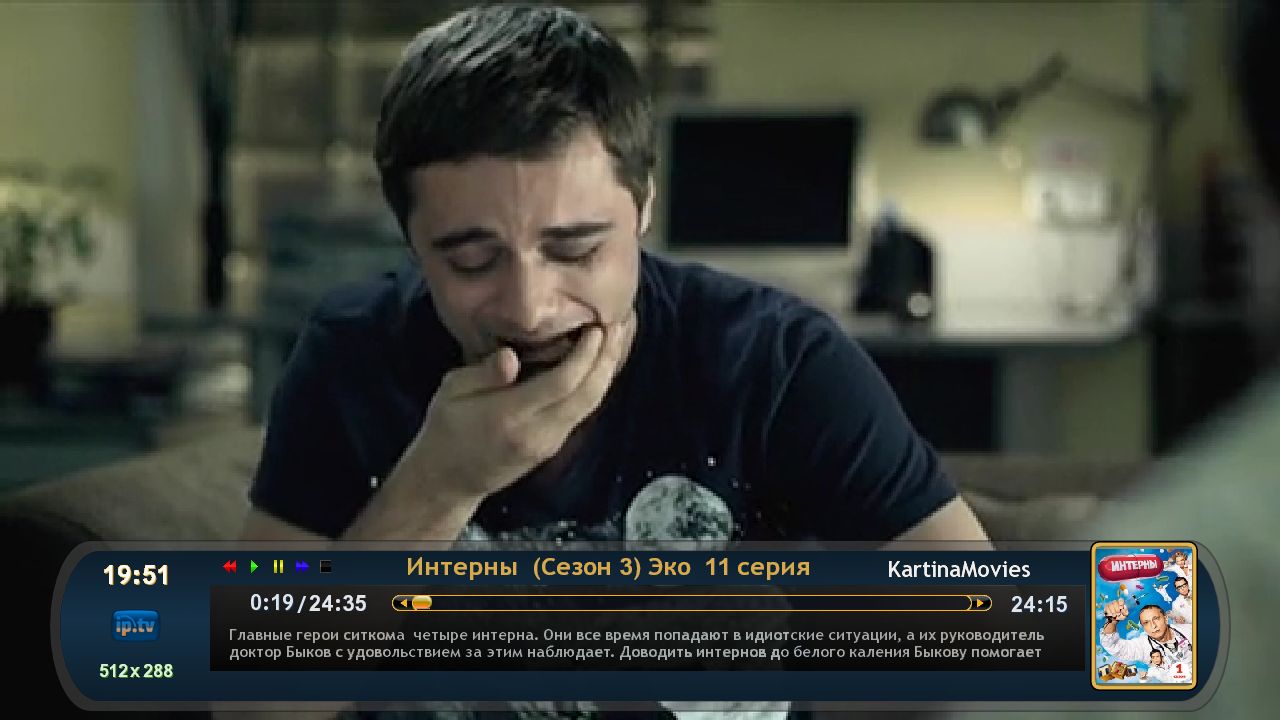 19:51
Интерны (Сезон 3) Эко 11 серия
KartinaMovies
0:19/24:35
24:15
ip.tv
Главные герои ситкома четыре интерна. Они все время попадают в идиотские ситуации, а их руководитель
доктор Быков с удовольствием за этим наблюдает. Доводить интернов до белого каления Быкову помогает
512x288
ИНТЕРНЫ
1